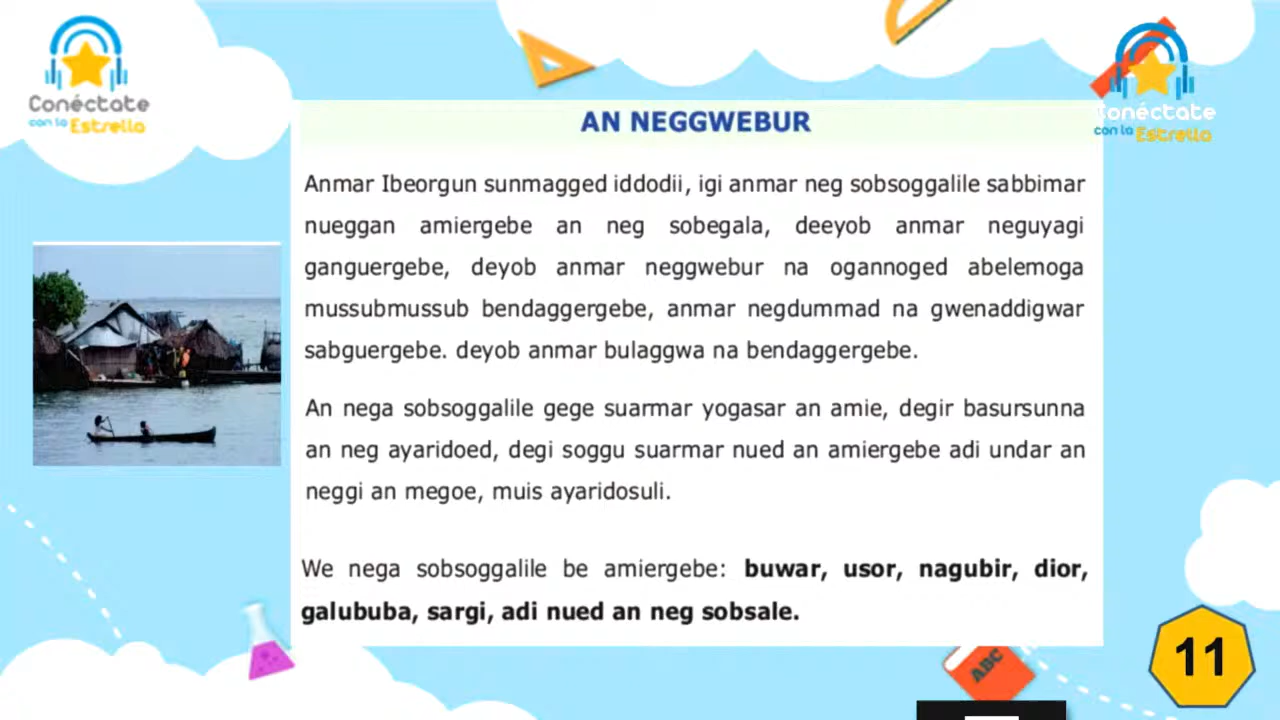 Conéctate
con la Estrella
Conéctate
con la Estrella
AN NEGGWEBUR
Anmar Ibeorgun sunmagged iddodii, igi anmar neg sobsoggalile sabbimar
nueggan amiergebe an neg sobegala, deeyob anmar neguyagi
ganguergebe, deyob anmar neggwebur na ogannoged abelemoga
mussubmussub bendaggergebe, anmar negdummad na gwenaddigwar
sabguergebe. deyob anmar bulaggwa na bendaggergebe.
An nega sobsoggalile gege suarmar yogasar an amie, degir basursunna
an neg ayaridoed, degi soggu suarmar nued an amiergebe adi undar an
neggi an megoe, muis ayaridosuli.
We nega sobsoggalile be amiergebe: buwar, usor, nagubir, dior,
galububa, sargi, adi nued an neg sobsale.
ABC
11